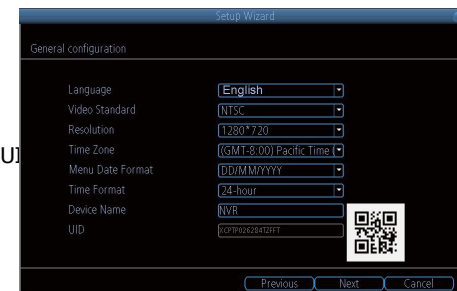 Setup Wizard
General configuration
Language English
Video Standard NTSC
Resolution 1280*720
Time Zone (GMT-8:00) Pacific Time (
Menu Date Format DD/MM/YYYY
Time Format 24-hour
Device Name NVR
UID
UI
Previous Next Cancel